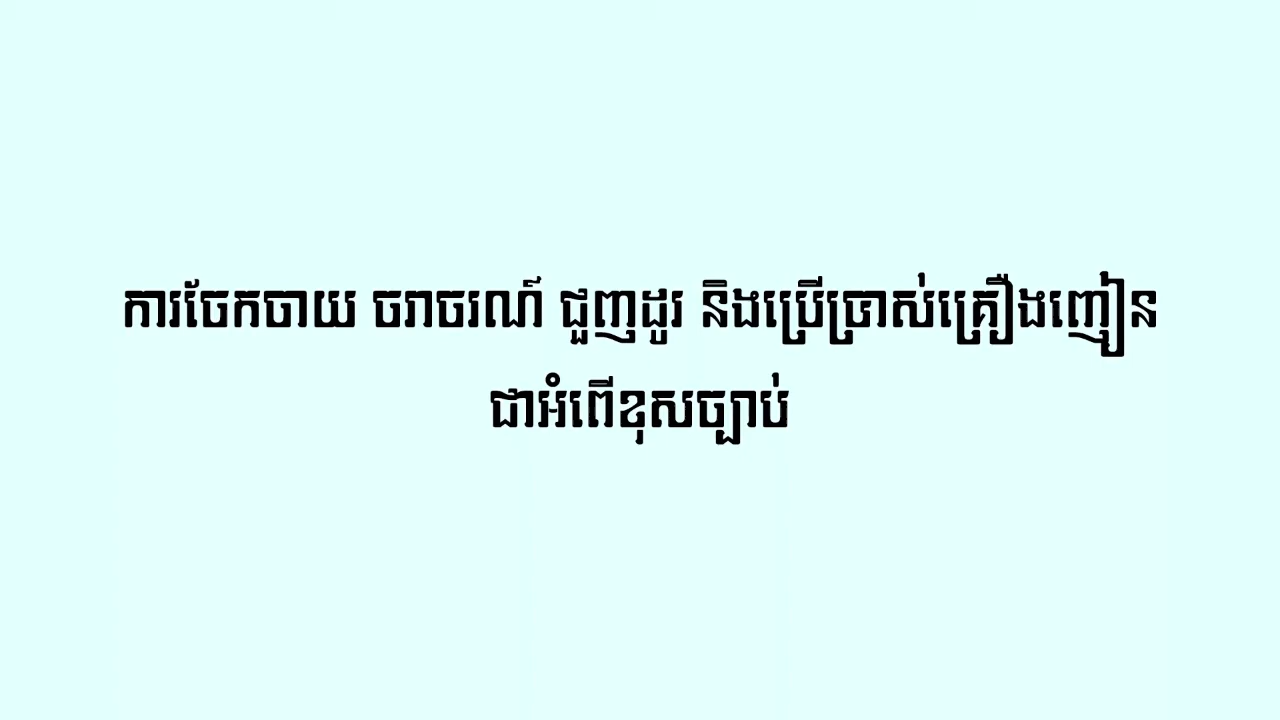 ការចែកចាយ ចរាចរណ៍ ជួញដូរ និងប្រើប្រាស់គ្រឿងញៀន
ជាអំពើខុសច្បាប់